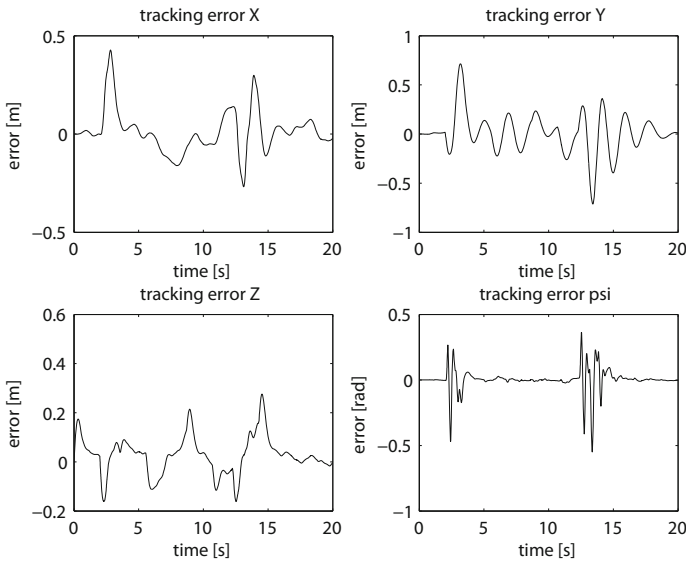 tracking error X
0.5
0
−0.5
error [m]
0 5 10 15 20
time [s]
tracking error Y
1
0.5
0
−0.5
−1
error [m]
0 5 10 15 20
time [s]
tracking error Z
0.6
0.4
0.2
0
−0.2
error [m]
0 5 10 15 20
time [s]
tracking error psi
0.5
0
−0.5
−1
error [rad]
0 5 10 15 20
time [s]